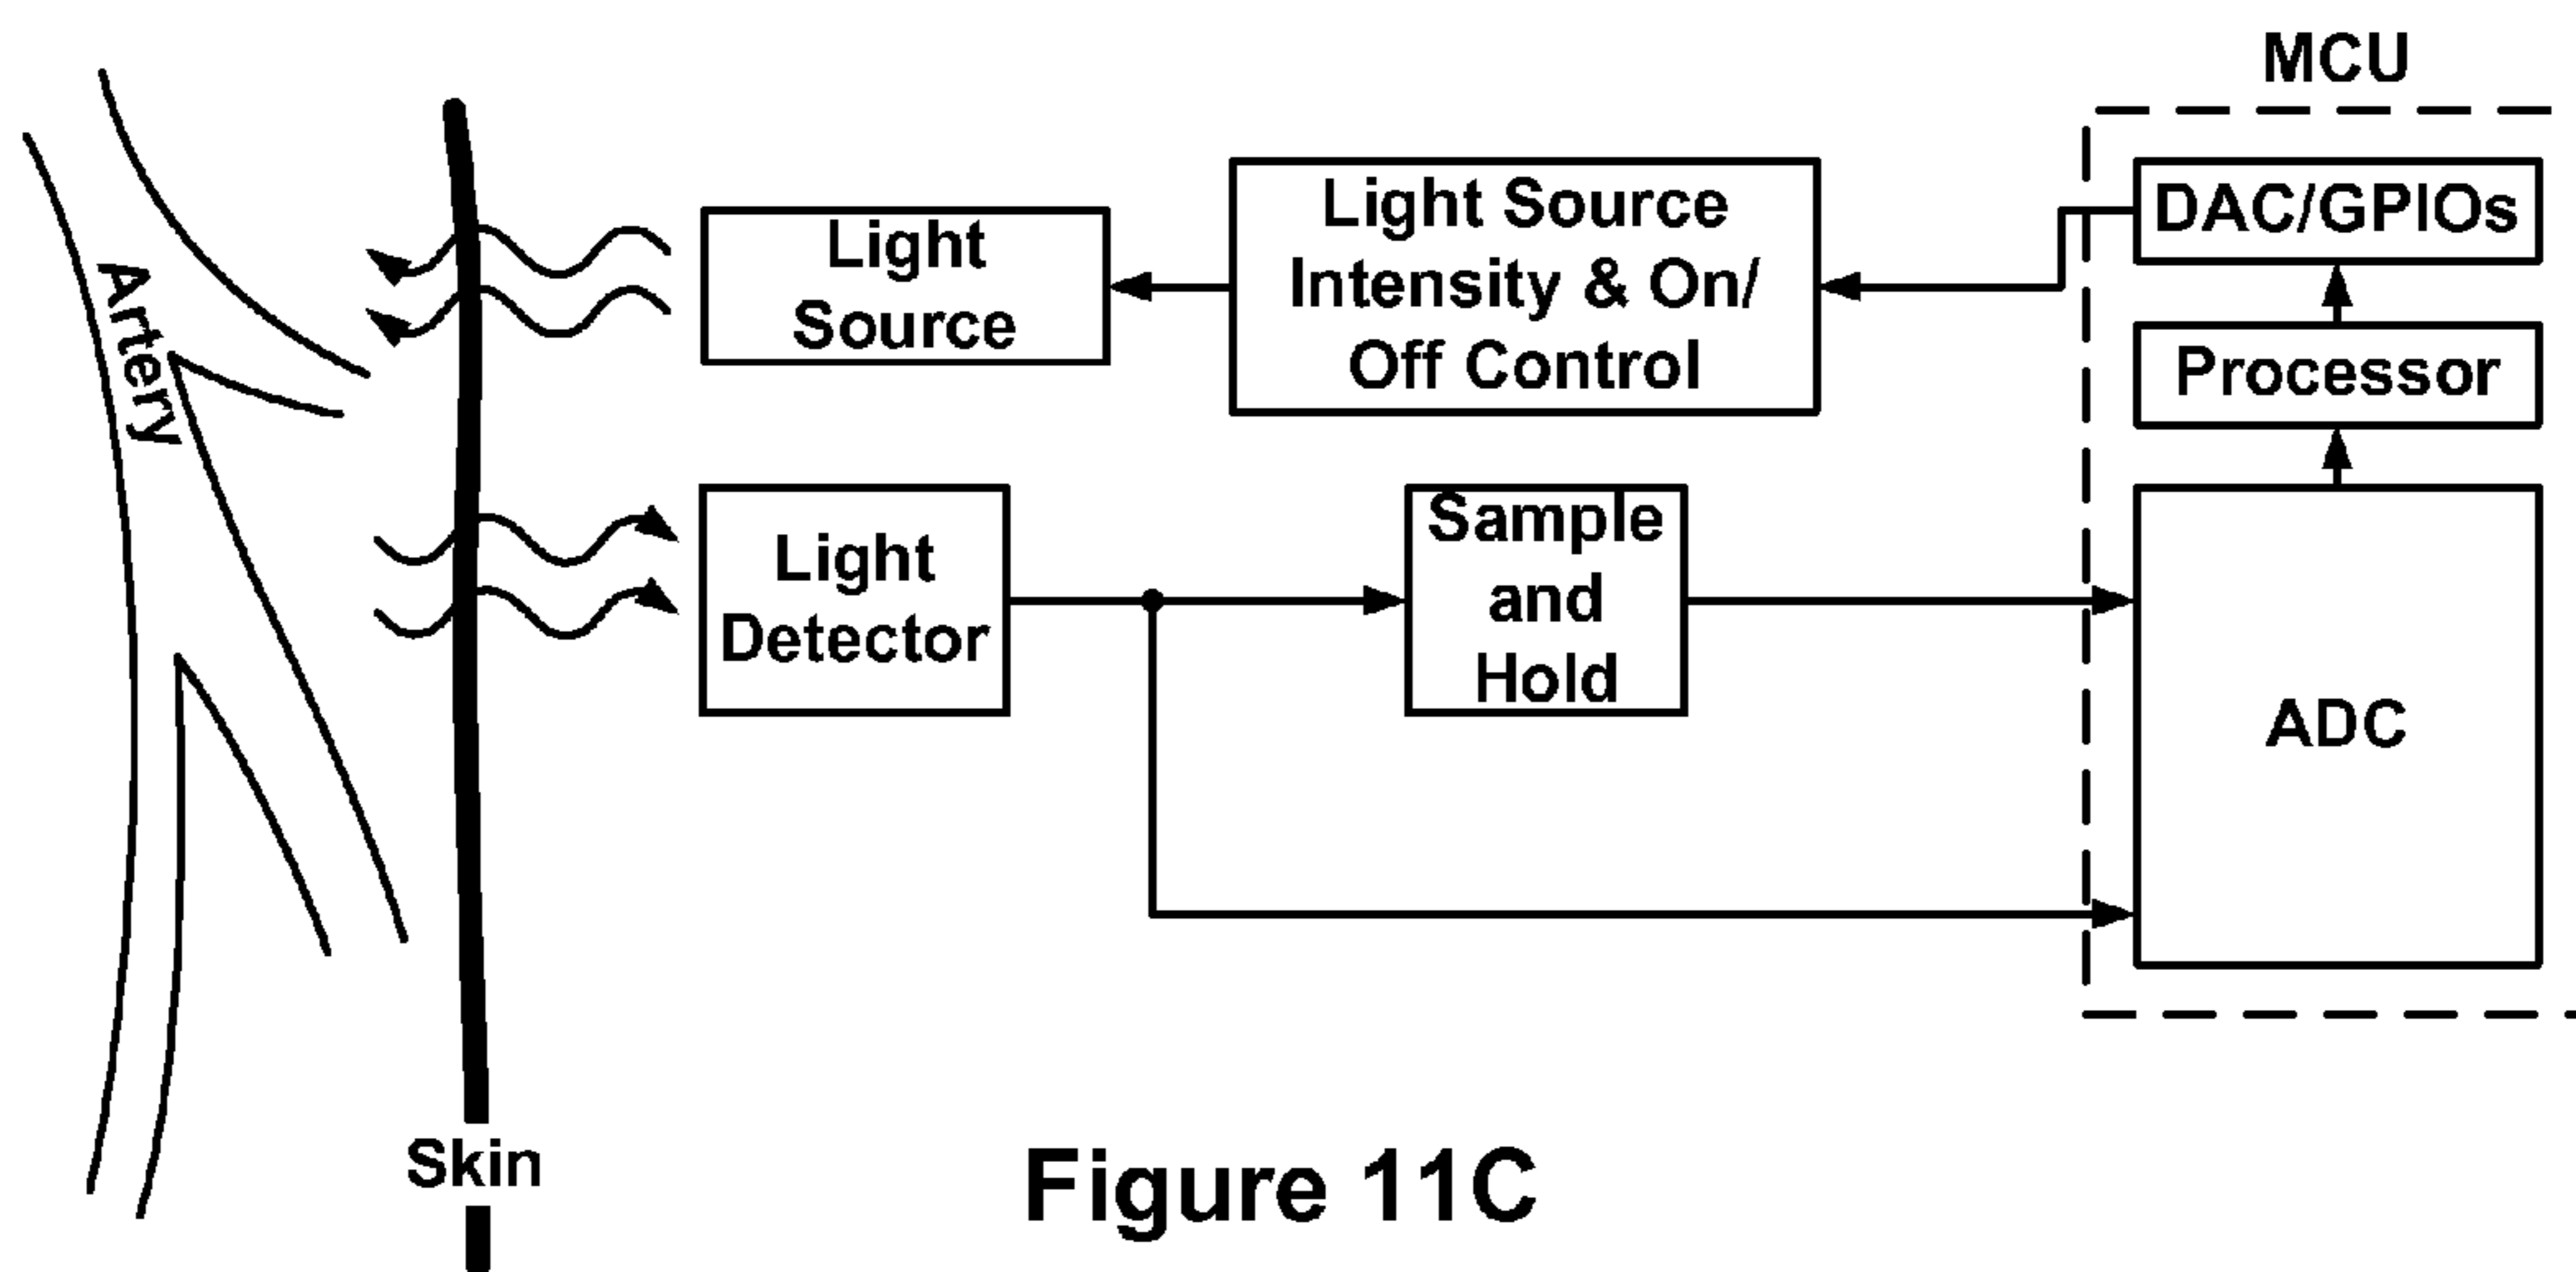 MCU
Light Source
Intensity & On/
Off Control
DAC/GPIOs
Light
Source
Processor
Artery
Light
Detector
Sample
and
Hold
ADC
Skin
Figure 11C